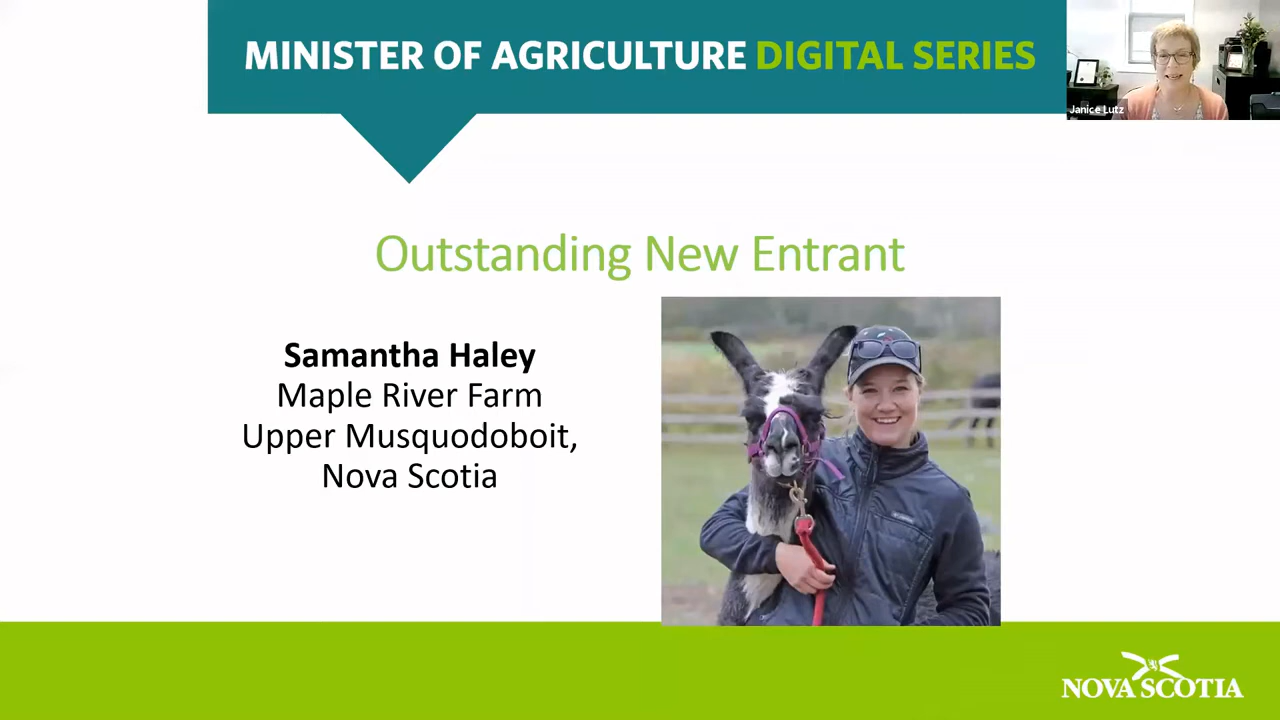 MINISTER OF AGRICULTURE DIGITAL SERIES
Janice Lutz
Outstanding New Entrant
Samantha Haley
Maple River Farm
Upper Musquodoboit,
Nova Scotia
NOVA SCOTIA